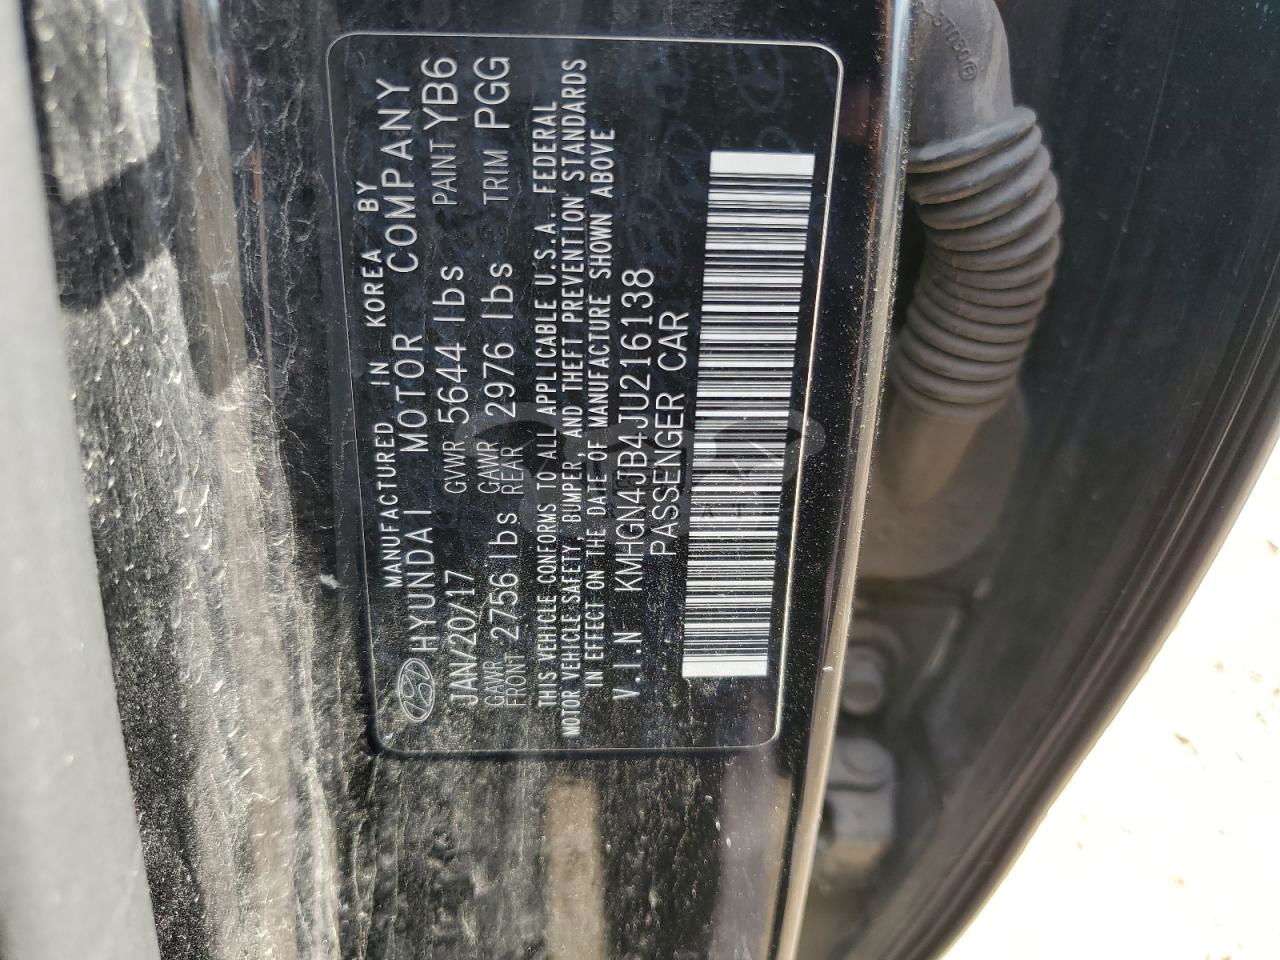 MANUFACTURED IN KOREA BY
HYUNDAI MOTOR COMPANY
JAN/20/17 GVWR 5644 lbs PAINT YB6
GAWR FRONT 2756 lbs GAWR REAR 2976 lbs TRIM PGG
THIS VEHICLE CONFORMS TO ALL APPLICABLE U.S.A. FEDERAL
MOTOR VEHICLE SAFETY, BUMPER, AND THEFT PREVENTION STANDARDS
IN EFFECT ON THE DATE OF MANUFACTURE SHOWN ABOVE
V.I.N KMHGN4JB4JU216138
PASSENGER CAR